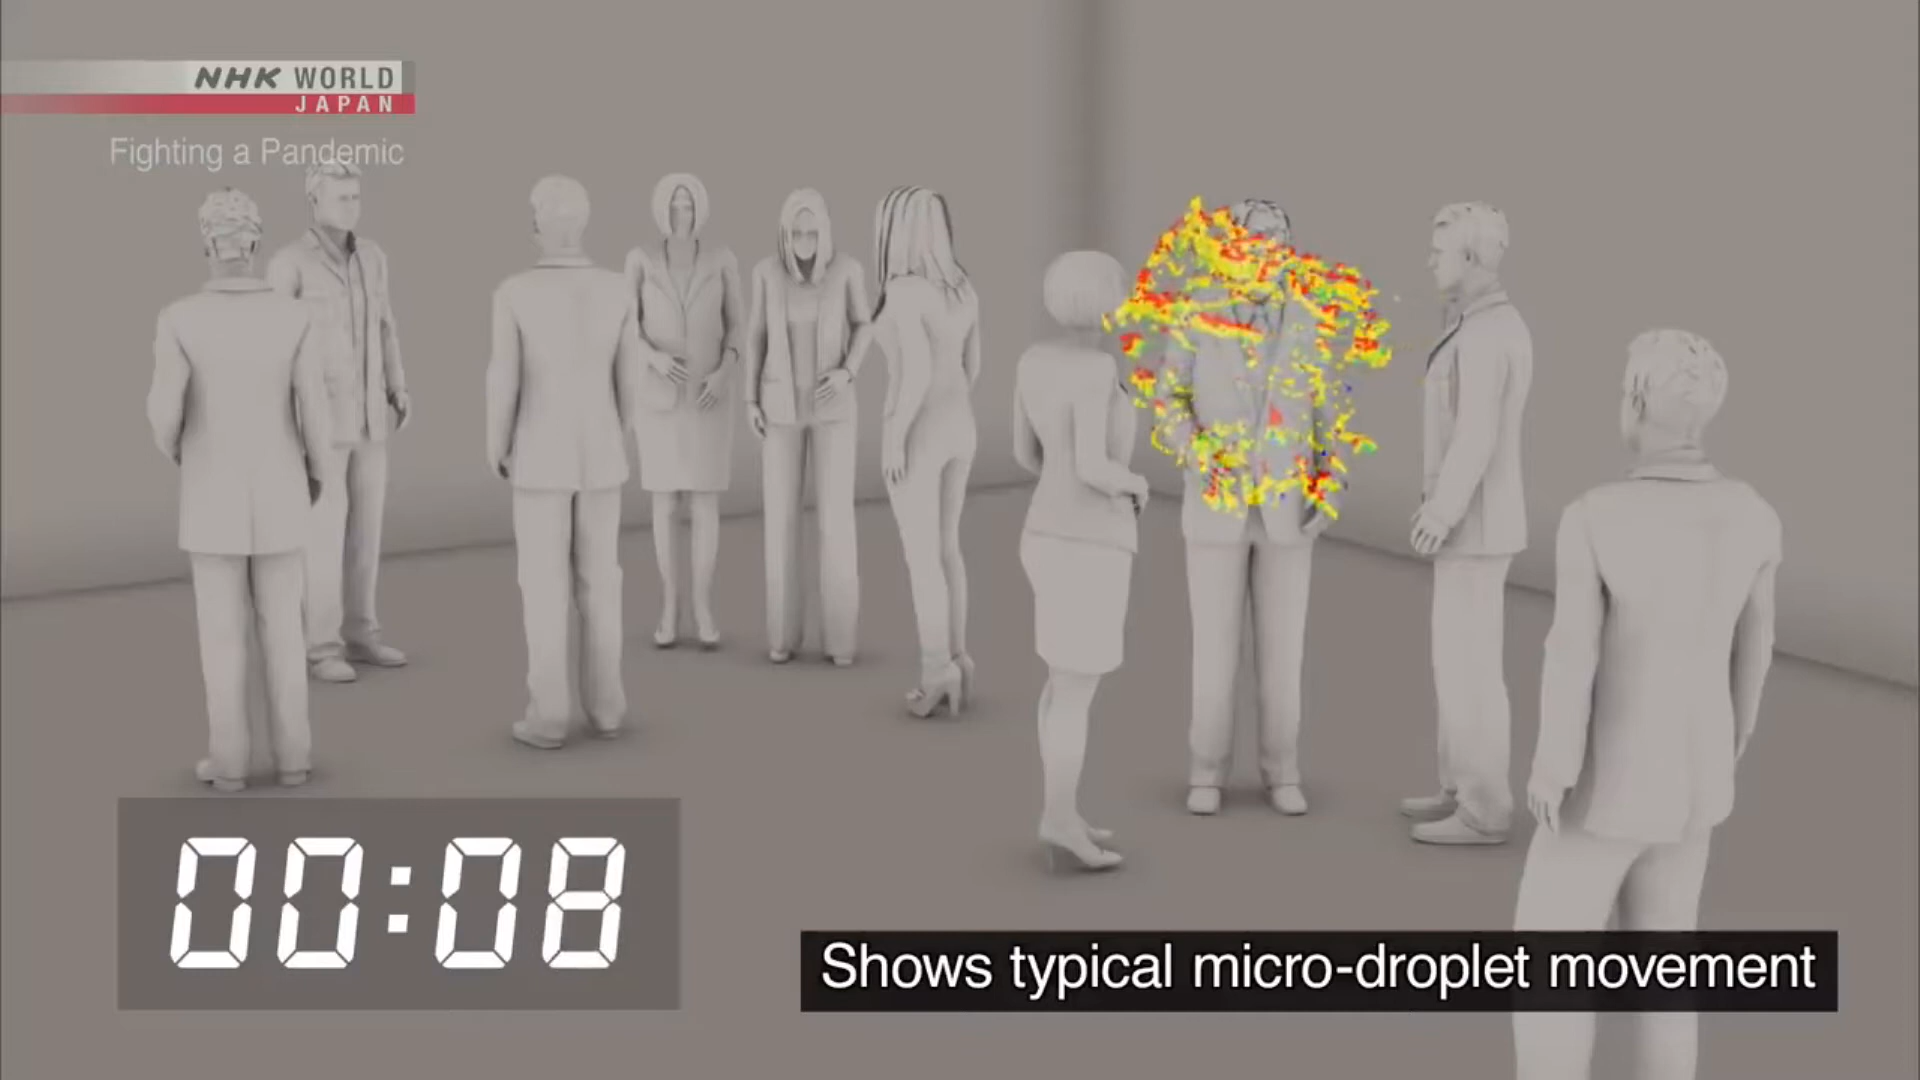 NHK WORLD
JAPAN
Fighting a Pandemic
00:08
Shows typical micro-droplet movement